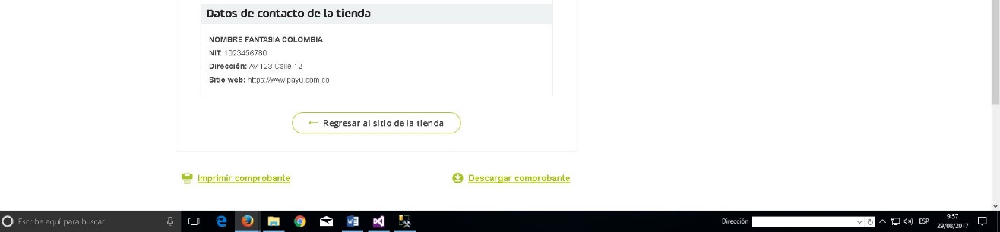 Datos de contacto de la tienda
NOMBRE FANTASIA COLOMBIA
NIT: 1023456780
Dirección: Av 123 Calle 12
Sitio web: https://www.payu.com.co
← Regresar al sitio de la tienda
Imprimir comprobante
Descargar comprobante
Escribe aquí para buscar
Dirección
ESP
9:57
29/08/2017